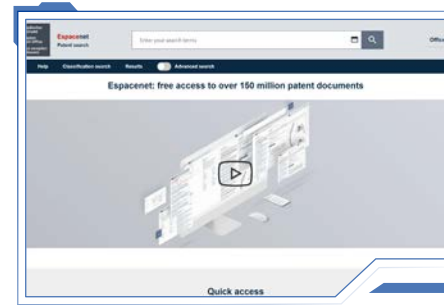 Espacenet
Patent search
Enter your search terms
Office
Help Classification search Results Advanced search
Espacenet: free access to over 150 million patent documents
Quick access